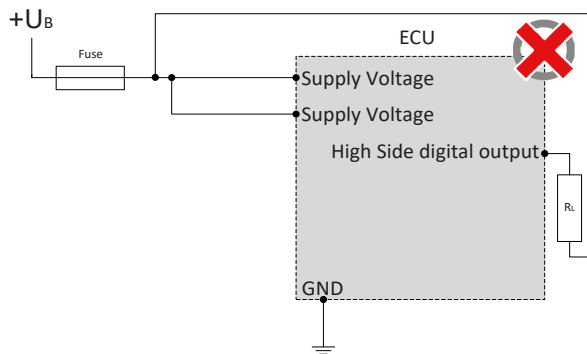 +UB
Fuse
ECU
Supply Voltage
Supply Voltage
High Side digital output
RL
GND